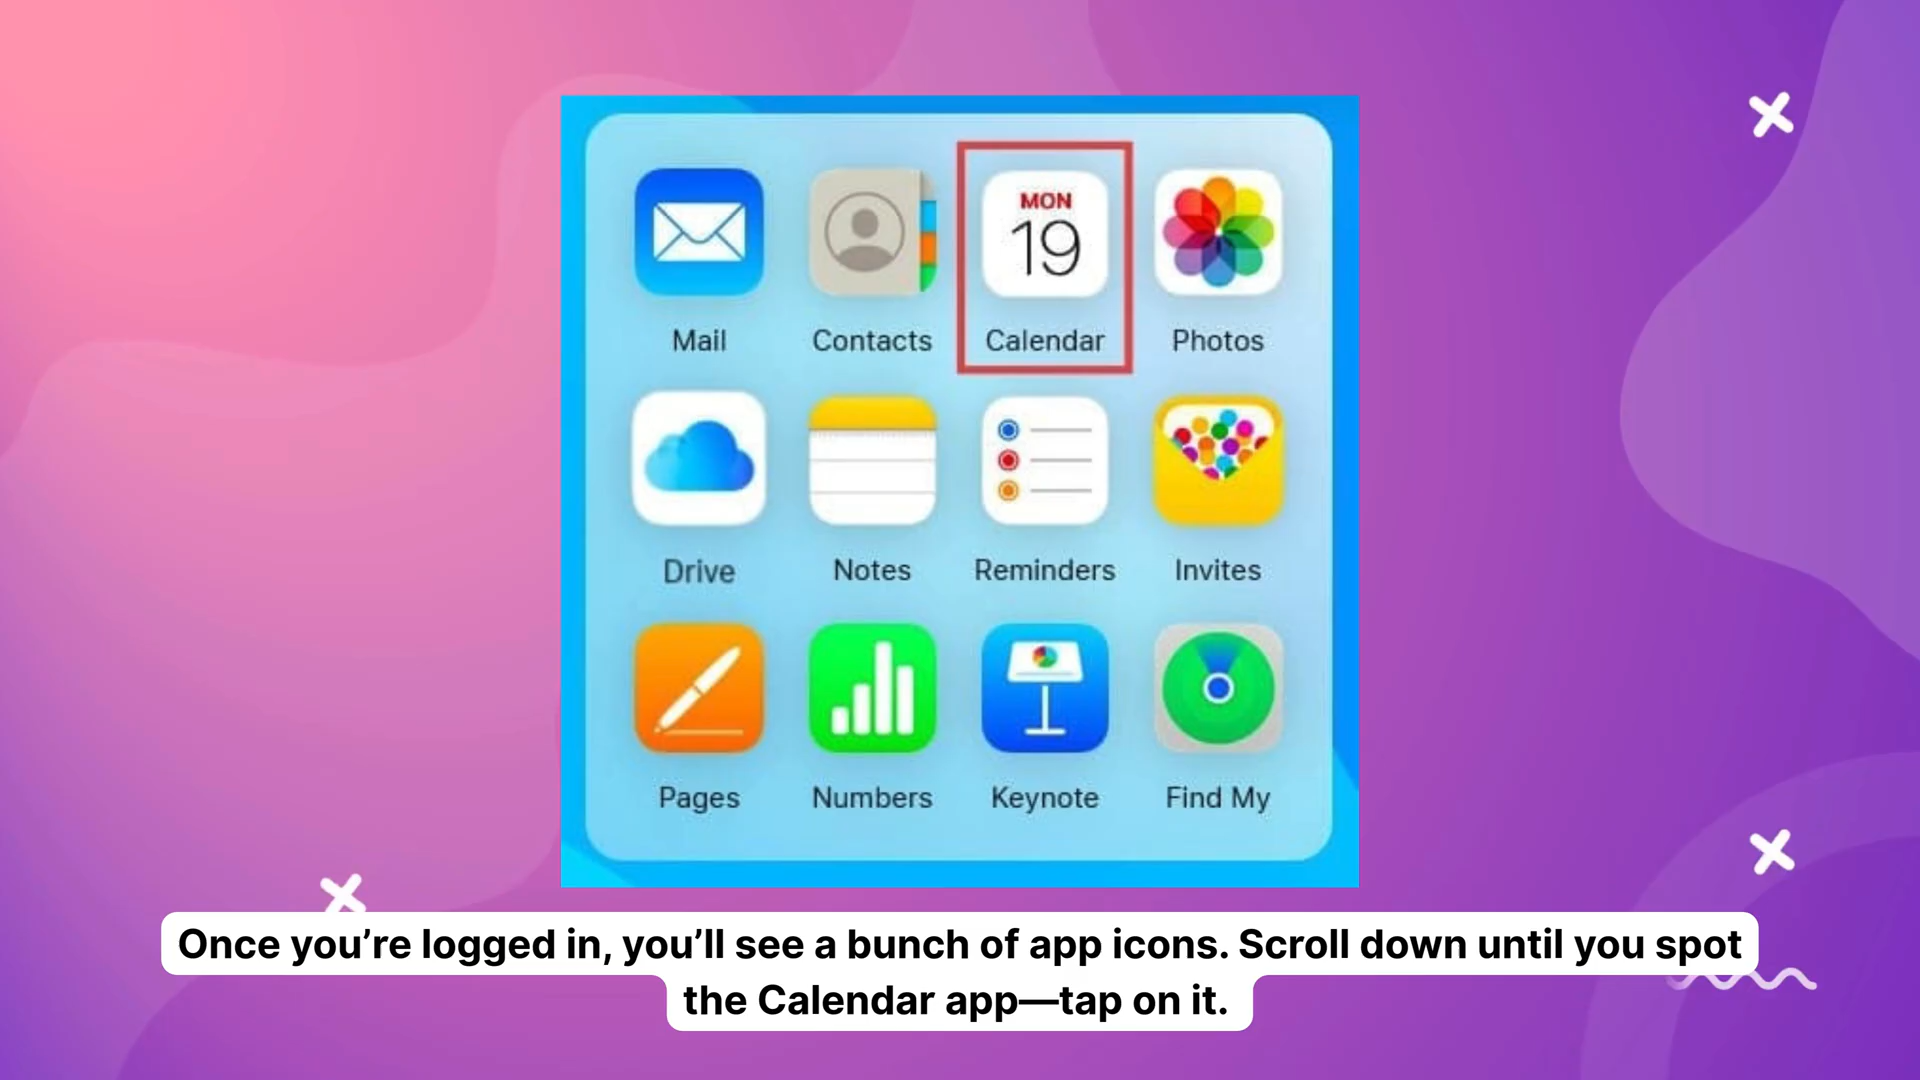 MON
19
Mail
Contacts
Calendar
Photos
Drive
Notes
Reminders
Invites
Pages
Numbers
Keynote
Find My
Once you’re logged in, you’ll see a bunch of app icons. Scroll down until you spot
the Calendar app—tap on it.